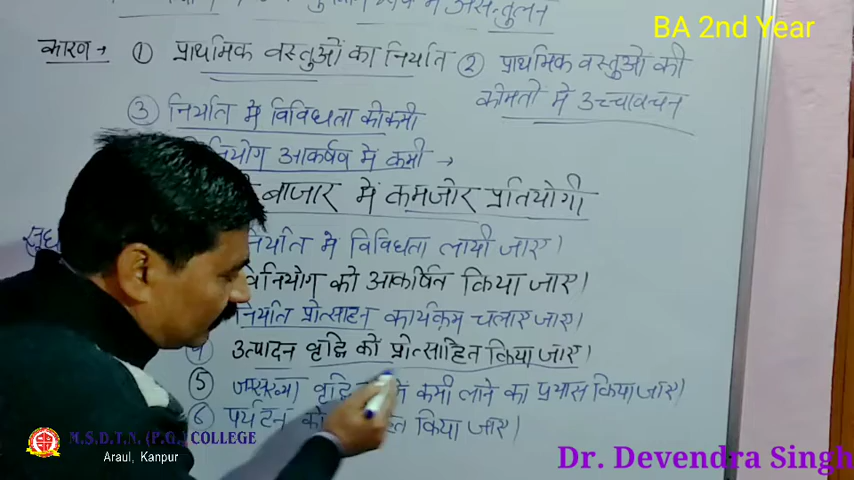 में असन्तुलन
BA 2nd Year
कारण → ① प्राथमिक वस्तुओं का निर्यात ② प्राथमिक वस्तुओं की
कीमतों में उच्चावचन
③ निर्यात में विविधता की कमी
आकर्षण में कमी →
बाजार में कमजोर प्रतियोगी
निर्यात में विविधता लायी जाए।
विनियोग को आकर्षित किया जाए।
निर्यात प्रोत्साहन कार्यक्रम चलाए जाए।
④ उत्पादन वृद्धि को प्रोत्साहित किया जाए।
⑤ जनसंख्या वृद्धि कमी लाने का प्रयास किया जाए।
⑥ पर्यटन को किया जाए।
M.S.D.T.N. (P.G.) COLLEGE
Araul, Kanpur
Dr. Devendra Singh